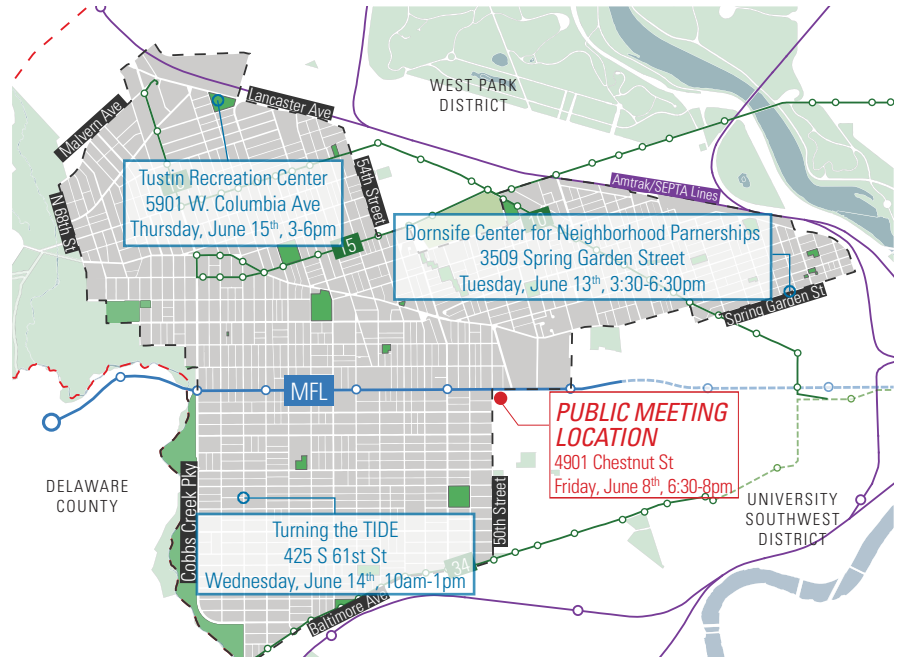 WEST PARK
DISTRICT
Lancaster Ave
Malvern Ave
Tustin Recreation Center
5901 W. Columbia Ave
Thursday, June 15th, 3-6pm
54th Street
N 68th St
Amtrak/SEPTA Lines
15
Dornsife Center for Neighborhood Parnerships
3509 Spring Garden Street
Tuesday, June 13th, 3:30-6:30pm
Spring Garden St
MFL
PUBLIC MEETING
LOCATION
4901 Chestnut St
Friday, June 8th, 6:30-8pm
DELAWARE
COUNTY
Cobbs Creek Pky
50th Street
UNIVERSITY
SOUTHWEST
DISTRICT
Turning the TIDE
425 S 61st St
Wednesday, June 14th, 10am-1pm
34
Baltimore Ave